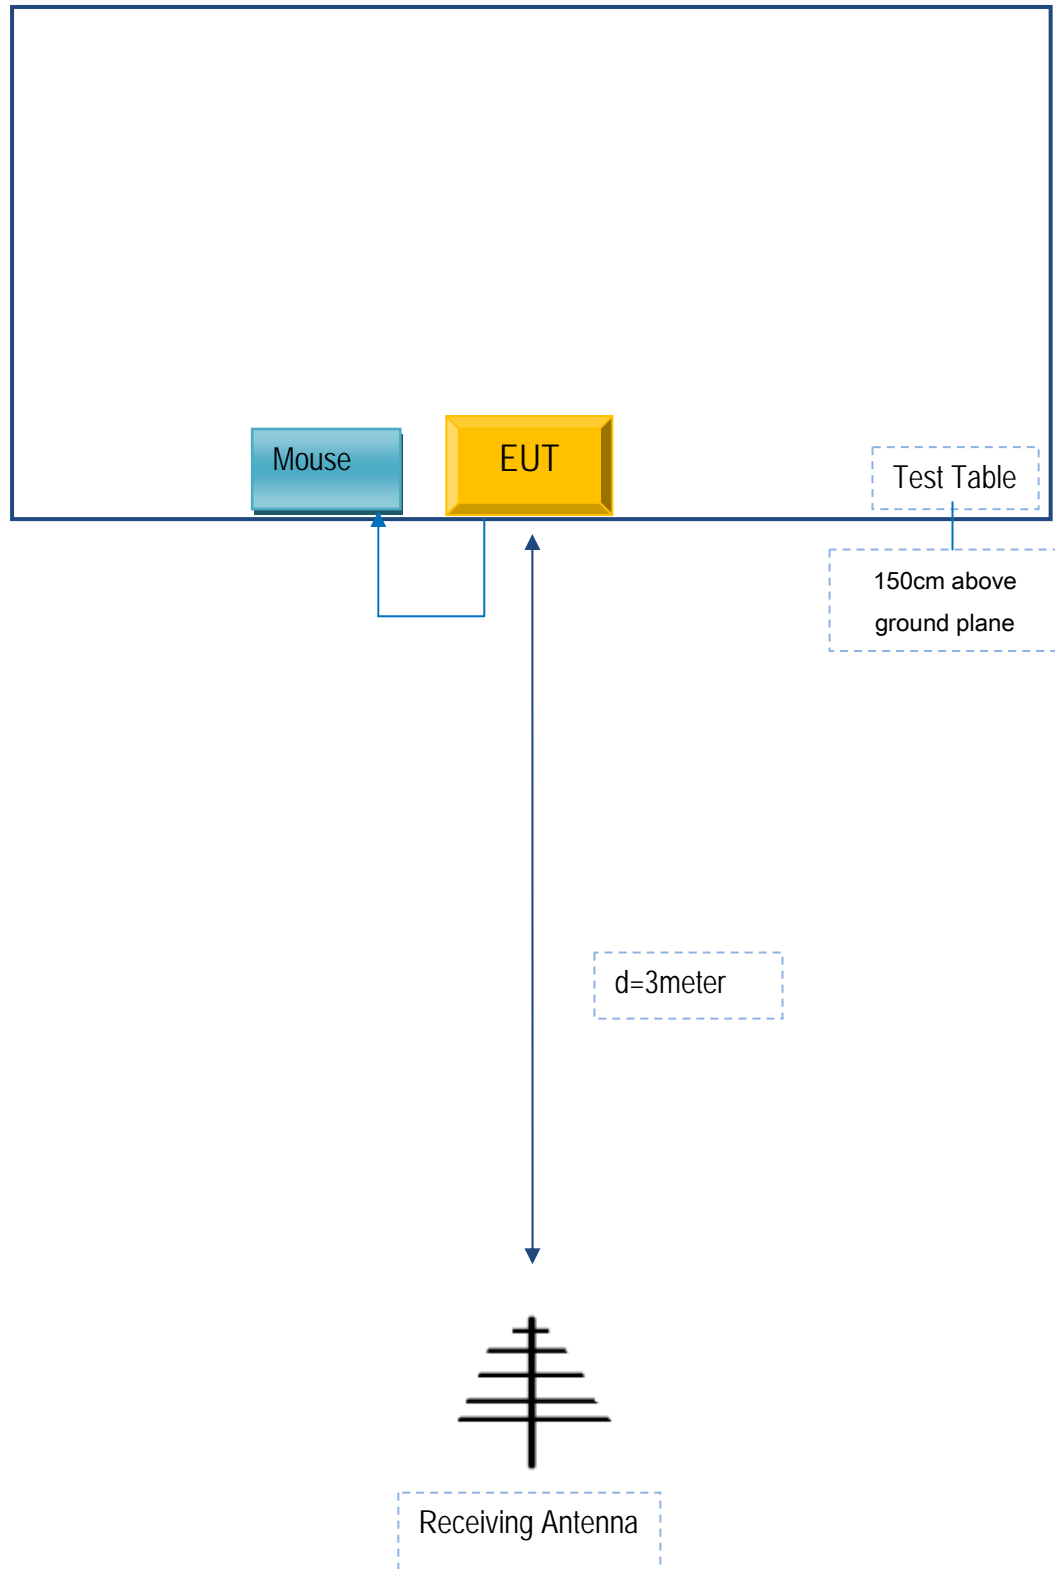 Mouse
EUT
Test Table
150cm above
ground plane
d=3meter
Receiving Antenna